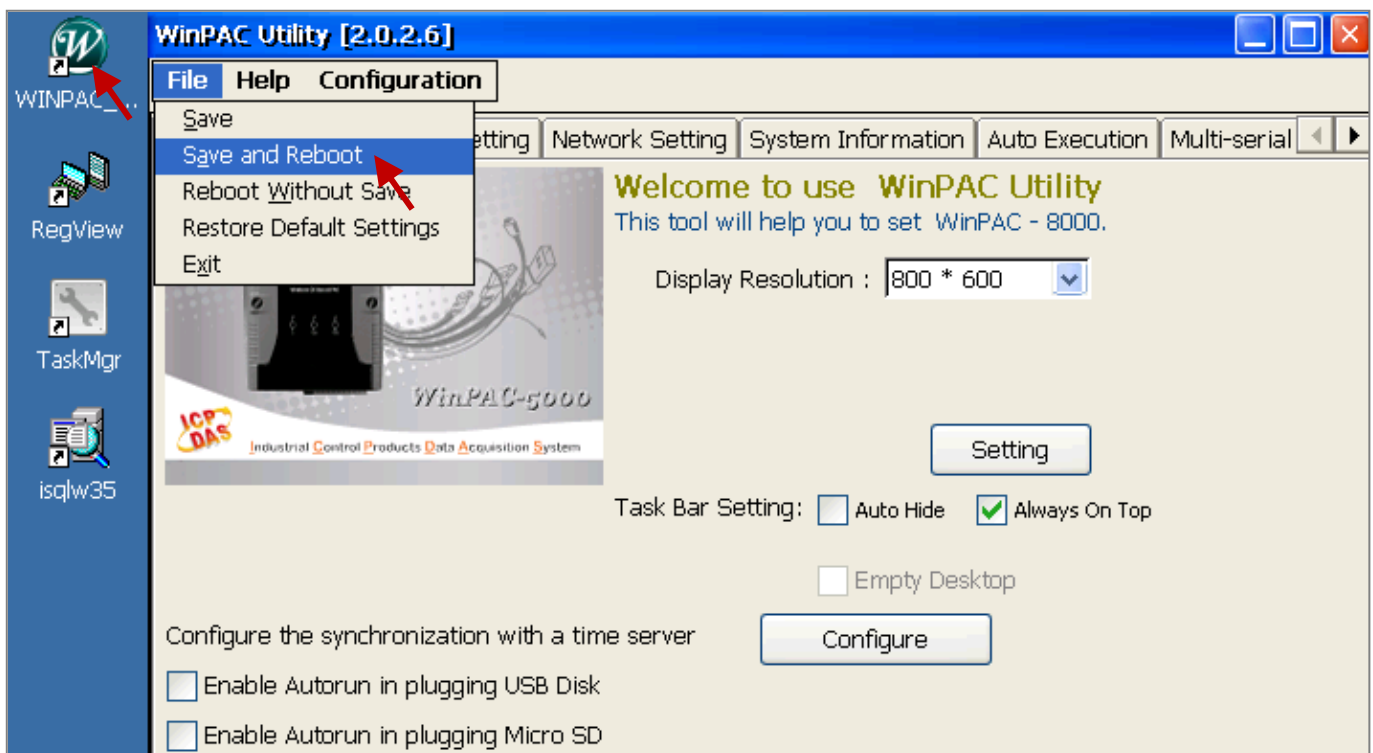 WinPAC Utility [2.0.2.6]
File Help Configuration
WINPAC_...
Save
Save and Reboot
Reboot Without Save
Restore Default Settings
Exit
etting Network Setting System Information Auto Execution Multi-serial
RegView
TaskMgr
isqlw35
Welcome to use WinPAC Utility
This tool will help you to set WinPAC - 8000.
Display Resolution : 800 * 600
WinPAC-5000
ICP DAS
Industrial Control Products Data Acquisition System
Setting
Task Bar Setting: Auto Hide Always On Top
Empty Desktop
Configure the synchronization with a time server Configure
Enable Autorun in plugging USB Disk
Enable Autorun in plugging Micro SD